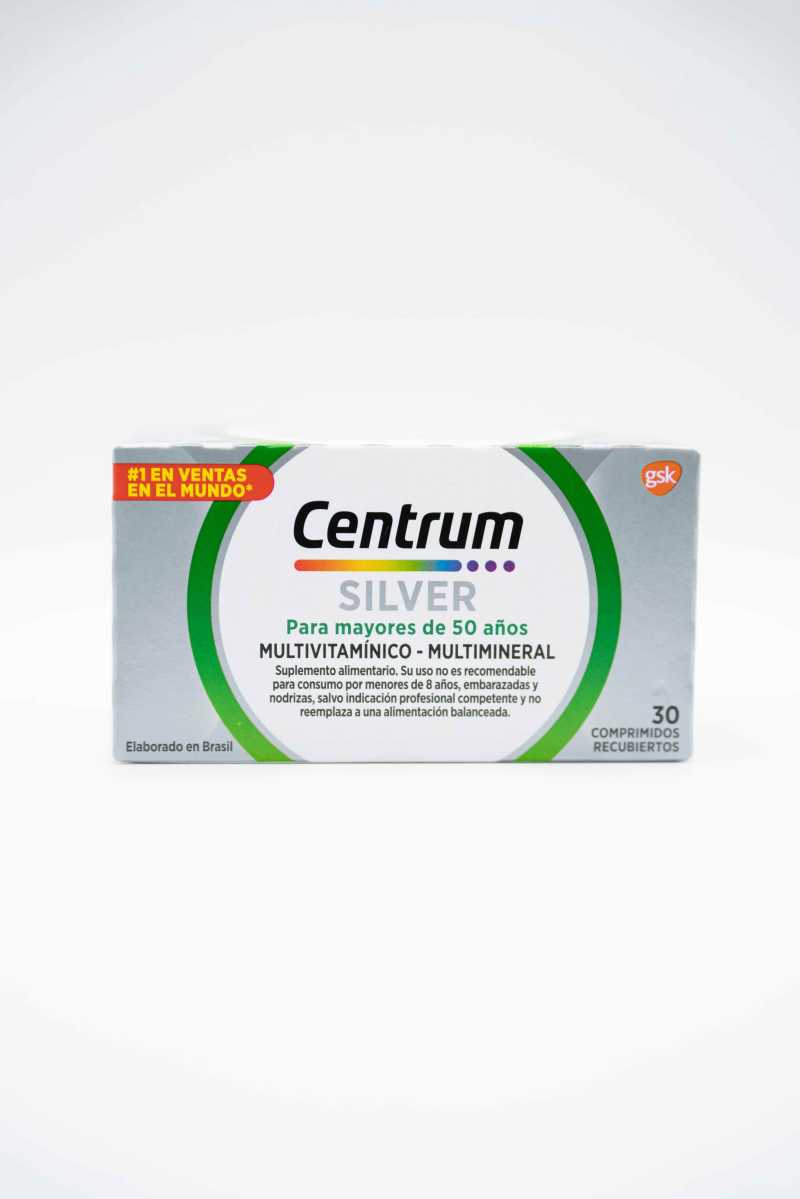 #1 EN VENTAS
EN EL MUNDO*
gsk
Centrum
SILVER
Para mayores de 50 años
MULTIVITAMÍNICO - MULTIMINERAL
Suplemento alimentario. Su uso no es recomendable
para consumo por menores de 8 años, embarazadas y
nodrizas, salvo indicación profesional competente y no
reemplaza a una alimentación balanceada.
Elaborado en Brasil
30
COMPRIMIDOS
RECUBIERTOS